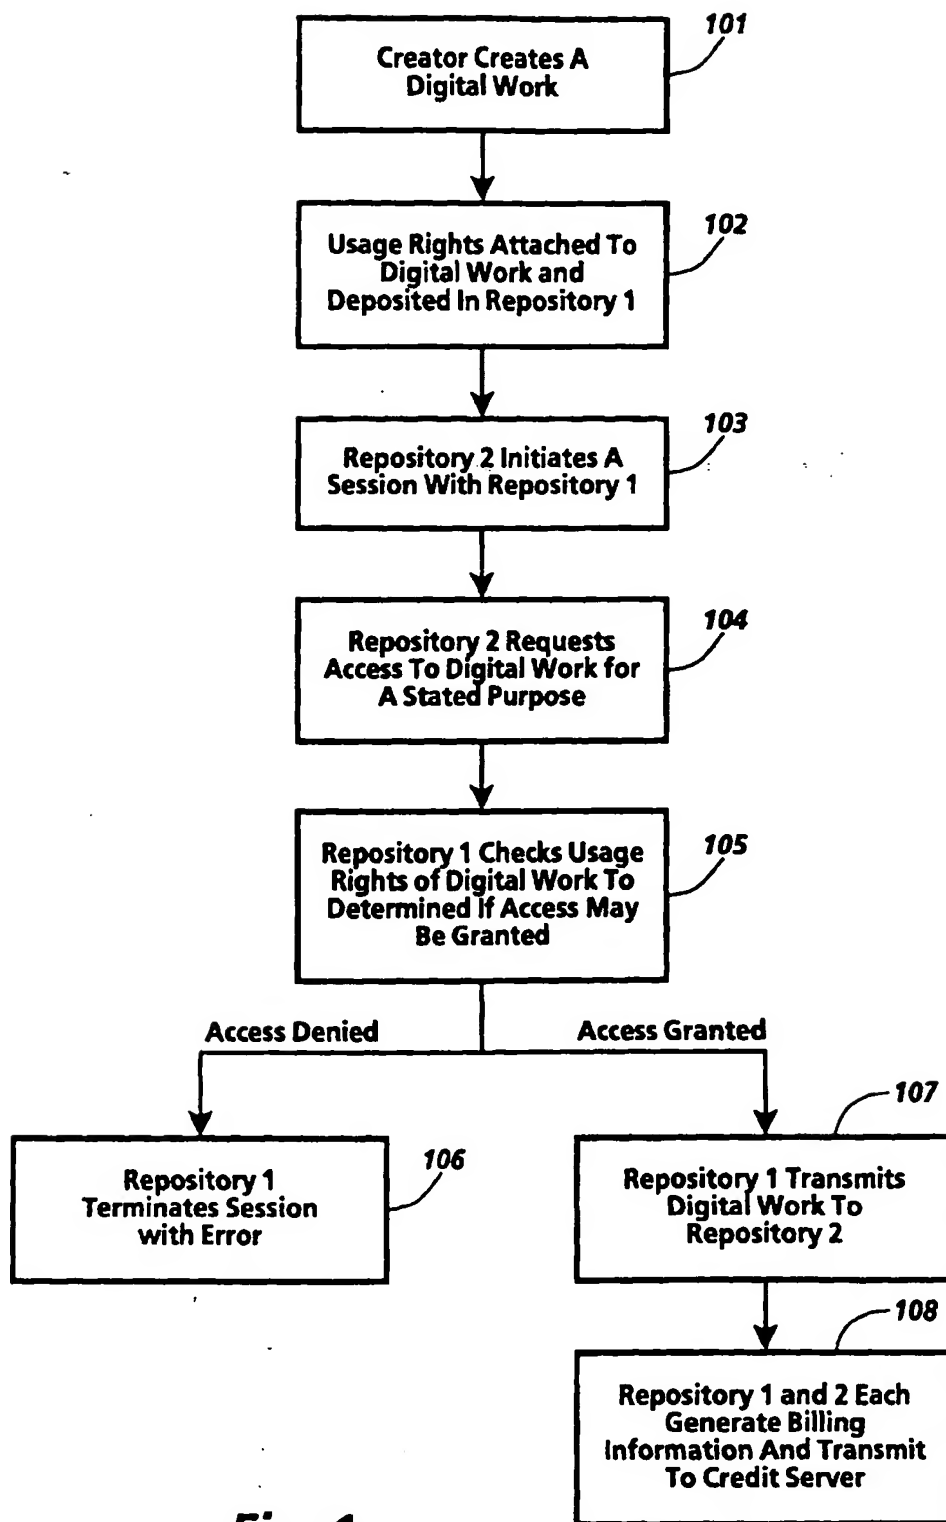 101
Creator Creates A
Digital Work
102
Usage Rights Attached To
Digital Work and
Deposited In Repository 1
103
Repository 2 Initiates A
Session With Repository 1
104
Repository 2 Requests
Access To Digital Work for
A Stated Purpose
105
Repository 1 Checks Usage
Rights of Digital Work To
Determined If Access May
Be Granted
Access Denied
Access Granted
106
Repository 1
Terminates Session
with Error
107
Repository 1 Transmits
Digital Work To
Repository 2
108
Repository 1 and 2 Each
Generate Billing
Information And Transmit
To Credit Server